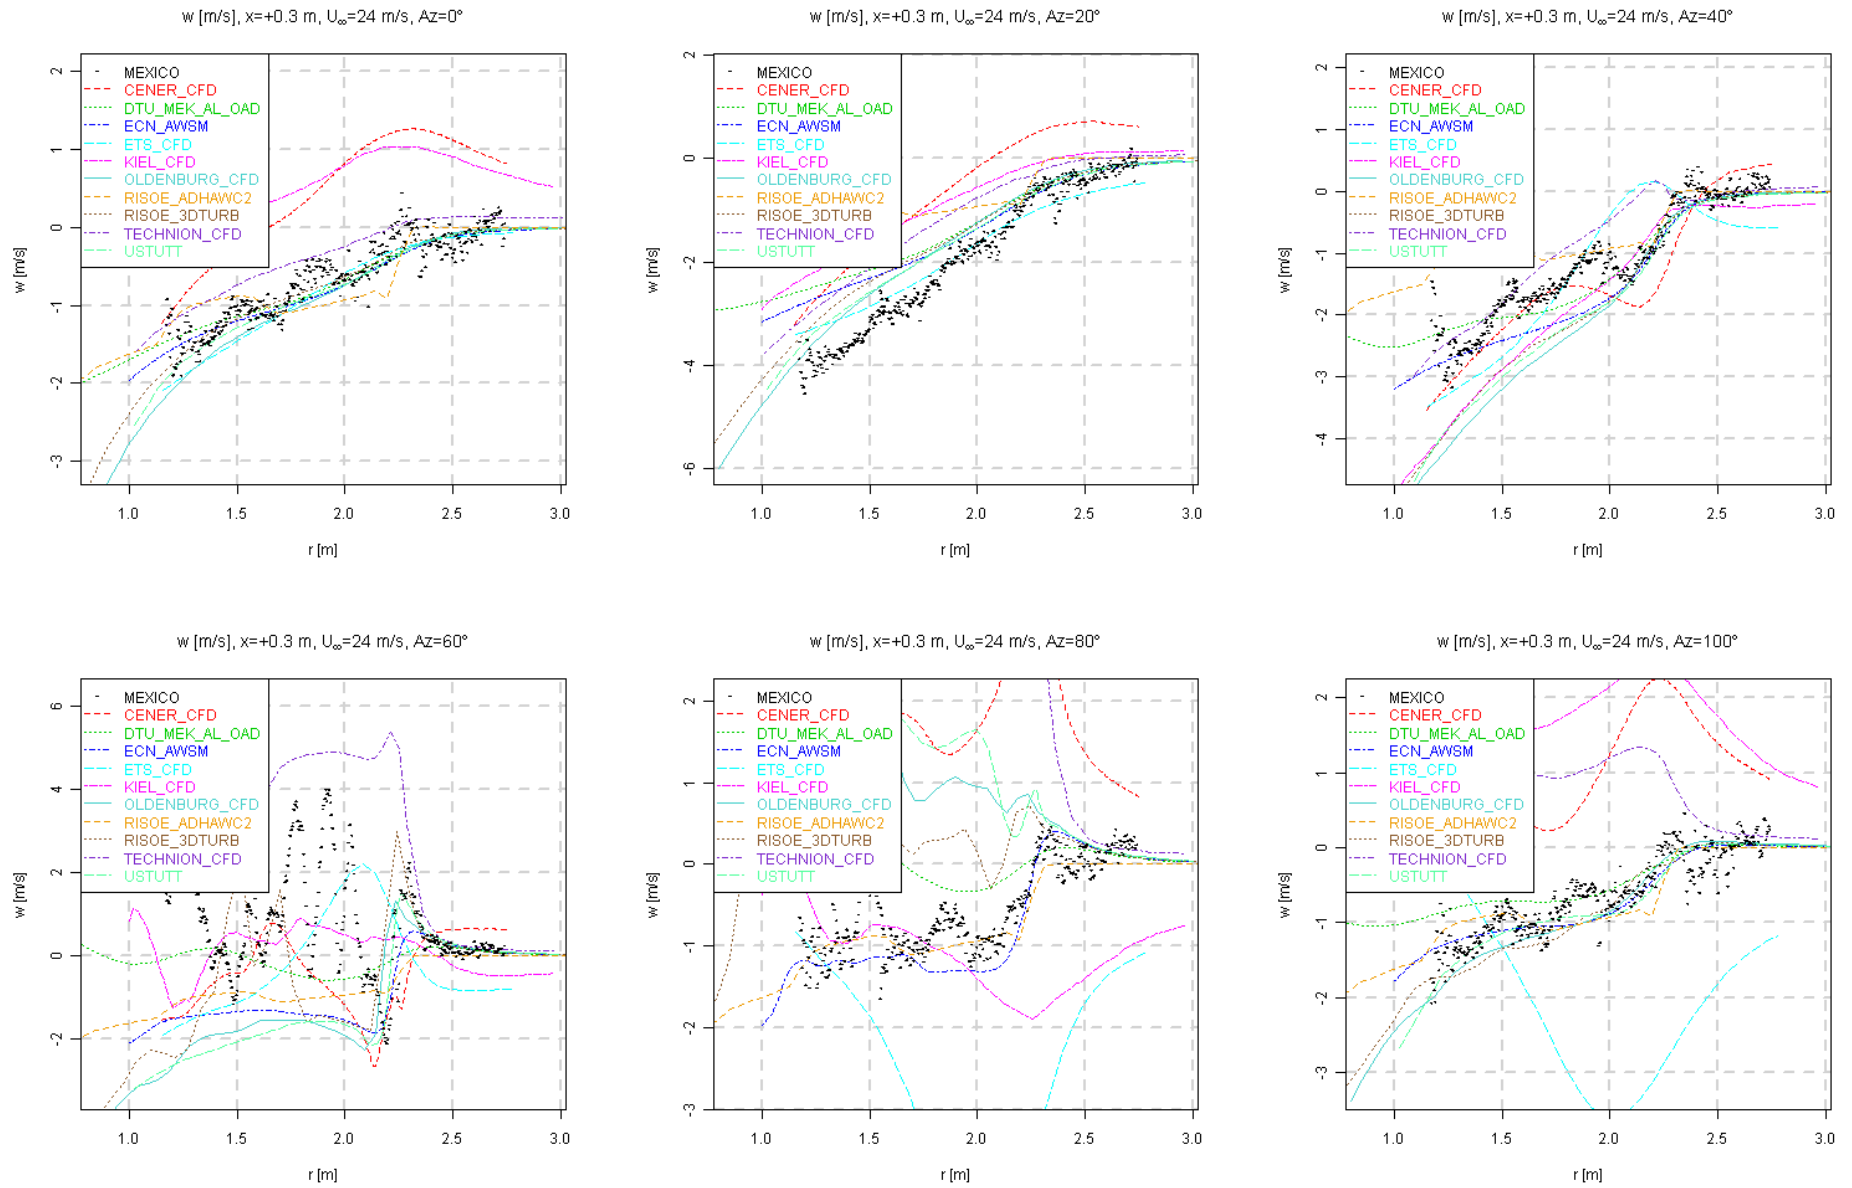 w [m/s], x=+0.3 m, U∞=24 m/s, Az=0°
2
1
0
-1
-2
-3
w [m/s]
MEXICO
CENER_CFD
DTU_MEK_AL_OAD
ECN_AWSM
ETS_CFD
KIEL_CFD
OLDENBURG_CFD
RISOE_ADHAWC2
RISOE_3DTURB
TECHNION_CFD
USTUTT
1.0 1.5 2.0 2.5 3.0
r [m]
w [m/s], x=+0.3 m, U∞=24 m/s, Az=20°
2
0
-2
-4
-6
w [m/s]
MEXICO
CENER_CFD
DTU_MEK_AL_OAD
ECN_AWSM
ETS_CFD
KIEL_CFD
OLDENBURG_CFD
RISOE_ADHAWC2
RISOE_3DTURB
TECHNION_CFD
USTUTT
1.0 1.5 2.0 2.5 3.0
r [m]
w [m/s], x=+0.3 m, U∞=24 m/s, Az=40°
2
1
0
-1
-2
-3
-4
w [m/s]
MEXICO
CENER_CFD
DTU_MEK_AL_OAD
ECN_AWSM
ETS_CFD
KIEL_CFD
OLDENBURG_CFD
RISOE_ADHAWC2
RISOE_3DTURB
TECHNION_CFD
USTUTT
1.0 1.5 2.0 2.5 3.0
r [m]
w [m/s], x=+0.3 m, U∞=24 m/s, Az=60°
6
4
2
0
-2
w [m/s]
MEXICO
CENER_CFD
DTU_MEK_AL_OAD
ECN_AWSM
ETS_CFD
KIEL_CFD
OLDENBURG_CFD
RISOE_ADHAWC2
RISOE_3DTURB
TECHNION_CFD
USTUTT
1.0 1.5 2.0 2.5 3.0
r [m]
w [m/s], x=+0.3 m, U∞=24 m/s, Az=80°
2
1
0
-1
-2
-3
w [m/s]
MEXICO
CENER_CFD
DTU_MEK_AL_OAD
ECN_AWSM
ETS_CFD
KIEL_CFD
OLDENBURG_CFD
RISOE_ADHAWC2
RISOE_3DTURB
TECHNION_CFD
USTUTT
1.0 1.5 2.0 2.5 3.0
r [m]
w [m/s], x=+0.3 m, U∞=24 m/s, Az=100°
2
1
0
-1
-2
-3
w [m/s]
MEXICO
CENER_CFD
DTU_MEK_AL_OAD
ECN_AWSM
ETS_CFD
KIEL_CFD
OLDENBURG_CFD
RISOE_ADHAWC2
RISOE_3DTURB
TECHNION_CFD
USTUTT
1.0 1.5 2.0 2.5 3.0
r [m]